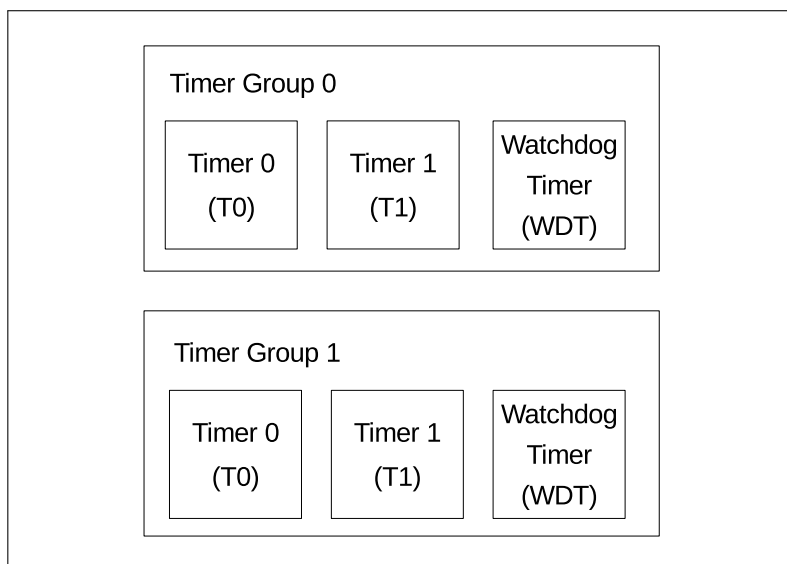 Timer Group 0
Timer 0
(T0)
Timer 1
(T1)
Watchdog
Timer
(WDT)
Timer Group 1
Timer 0
(T0)
Timer 1
(T1)
Watchdog
Timer
(WDT)